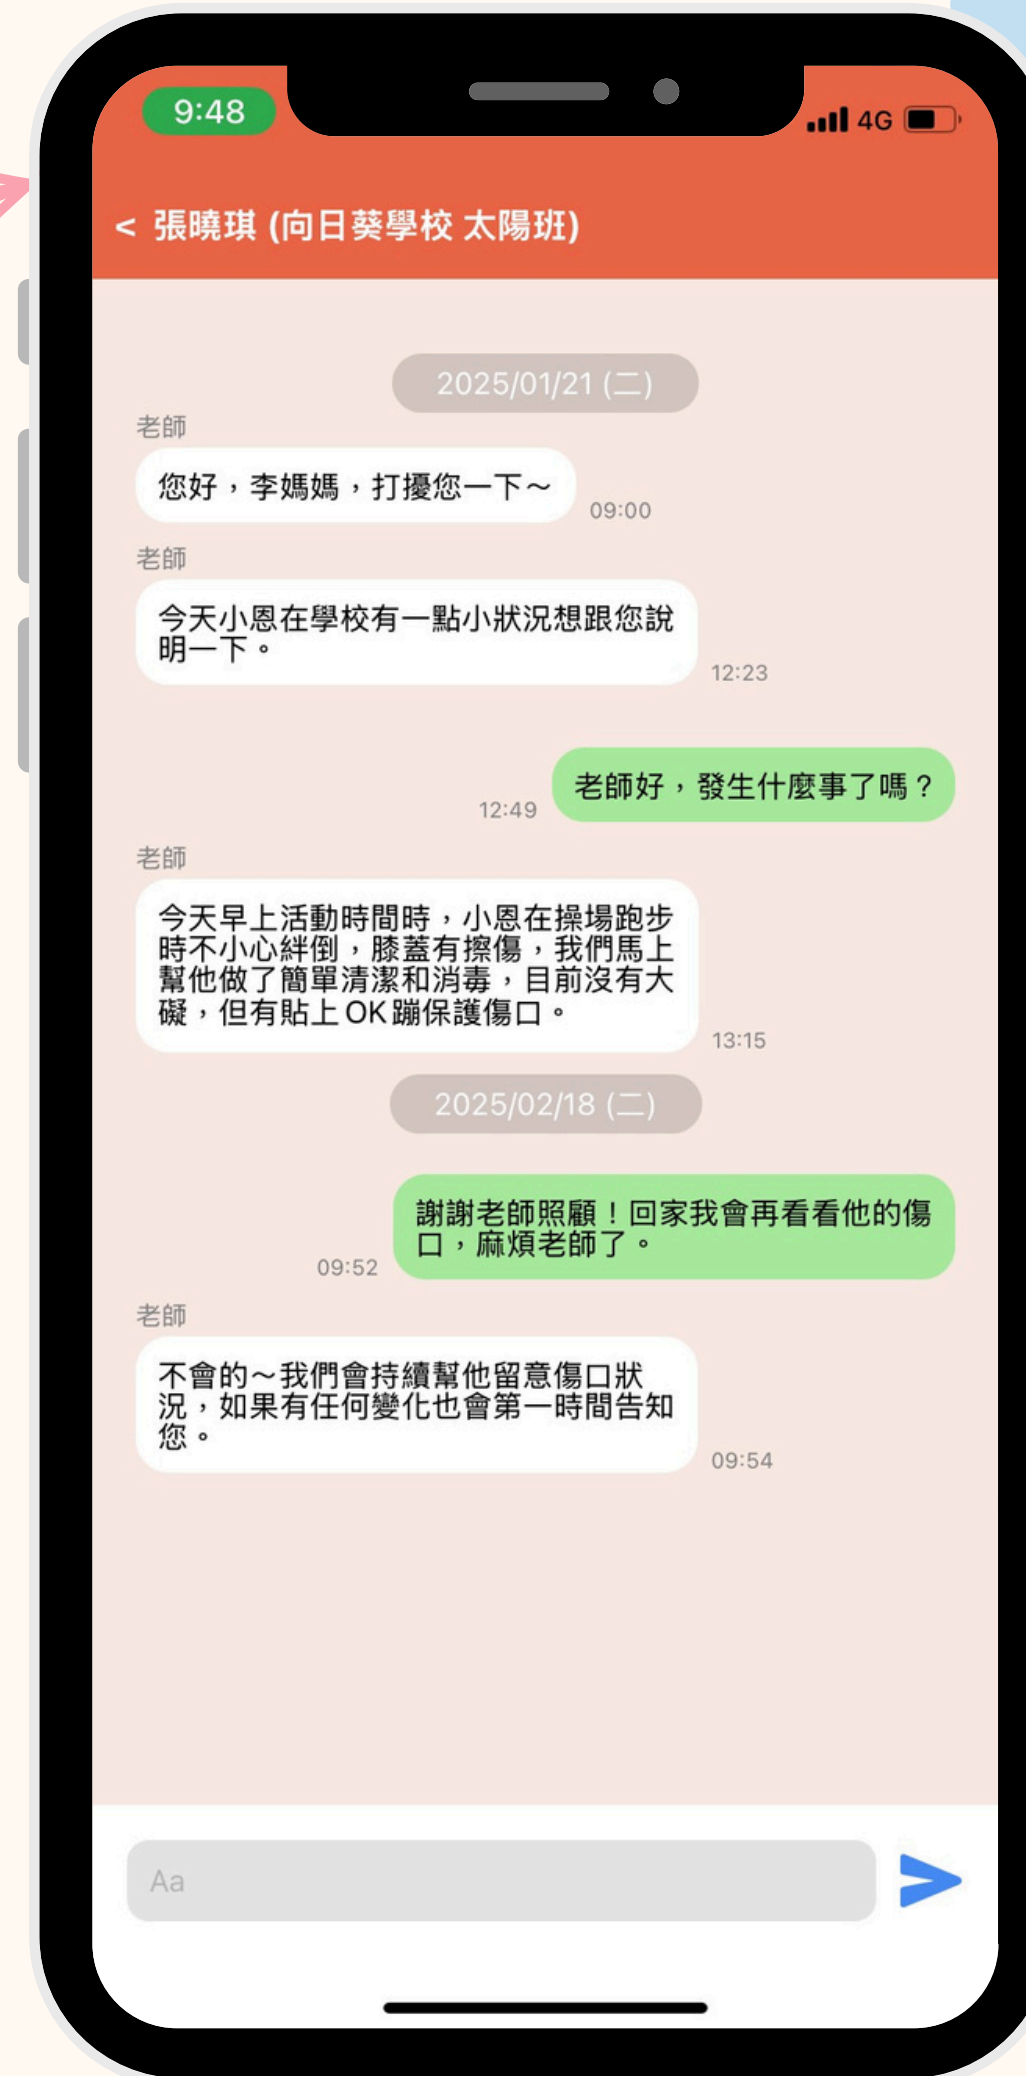 9:48
4G
< 張曉琪 (向日葵學校 太陽班)
2025/01/21 (二)
老師
您好，李媽媽，打擾您一下～
09:00
老師
今天小恩在學校有一點小狀況想跟您說
明一下。
12:23
老師好，發生什麼事了嗎？
12:49
老師
今天早上活動時間時，小恩在操場跑步
時不小心絆倒，膝蓋有擦傷，我們馬上
幫他做了簡單清潔和消毒，目前沒有大
礙，但有貼上OK蹦保護傷口。
13:15
2025/02/18 (二)
謝謝老師照顧！回家我會再看看他的傷
口，麻煩老師了。
09:52
老師
不會的～我們會持續幫他留意傷口狀
況，如果有任何變化也會第一時間告知
您。
09:54
Aa